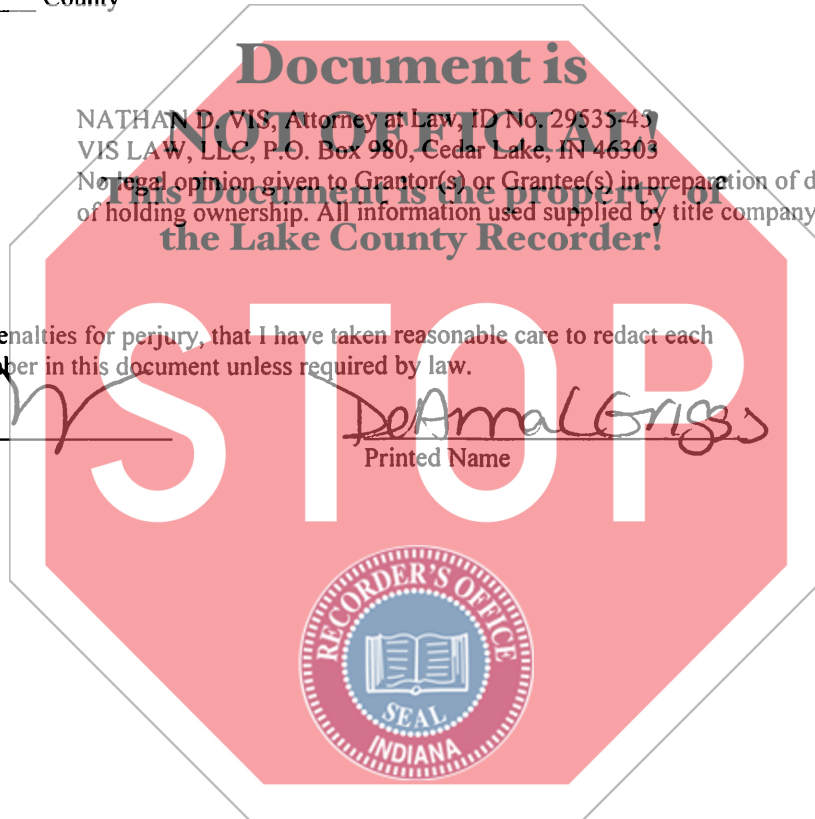 County
Document is
NATHAN D. VIS, Attorney at Law, ID No. 29535-45
NOT OFFICIAL!
VIS LAW, LLC, P.O. Box 980, Cedar Lake, IN 46303
No legal opinion given to Grantor(s) or Grantee(s) in preparation of d
This Document is the property of
of holding ownership. All information used supplied by title company
the Lake County Recorder!
STOP
enalties for perjury, that I have taken reasonable care to redact each
ber in this document unless required by law.
DeAnna L Griggs
Printed Name
RECORDER'S OFFICE
SEAL
INDIANA